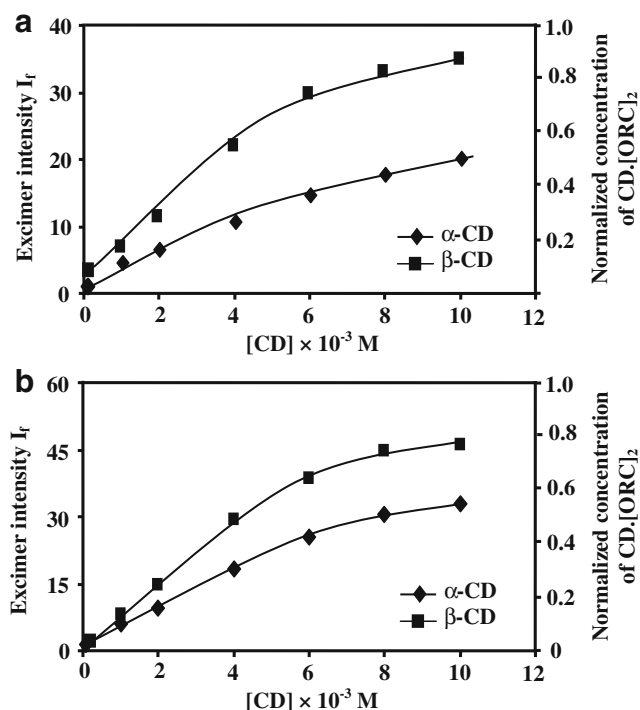 a
Excimer intensity I_f
40
30
20
10
0
1.0
0.8
0.6
0.4
0.2
Normalized concentration
of CD.[ORC]₂
α-CD
β-CD
0 2 4 6 8 10 12
[CD] × 10⁻³ M
b
Excimer intensity I_f
60
45
30
15
0
1.0
0.8
0.6
0.4
0.2
0
Normalized concentration
of CD.[ORC]₂
α-CD
β-CD
0 2 4 6 8 10 12
[CD] × 10⁻³ M